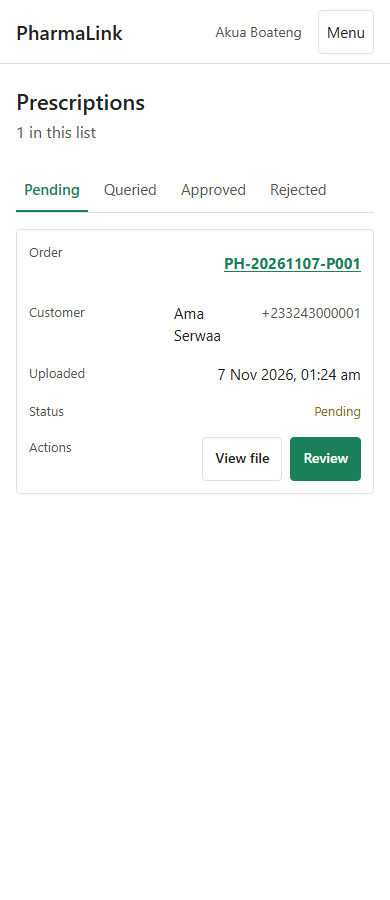 PharmaLink
Akua Boateng
Menu
Prescriptions
1 in this list
Pending
Queried
Approved
Rejected
Order
PH-20261107-P001
Customer
Ama Serwaa
+233243000001
Uploaded
7 Nov 2026, 01:24 am
Status
Pending
Actions
View file
Review